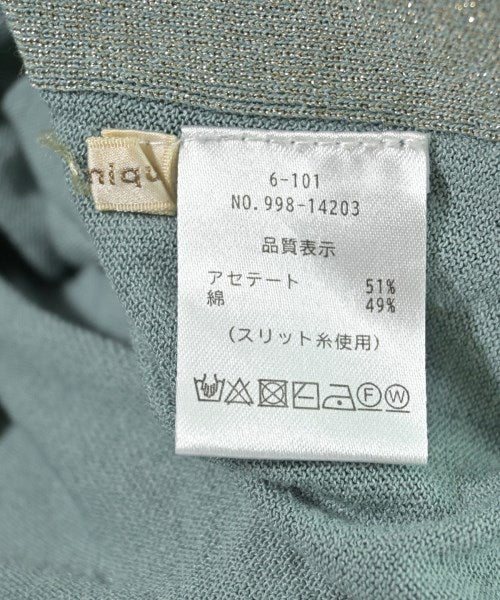 niqu
6-101
NO.998-14203
品質表示
アセテート 51%
綿 49%
(スリット糸使用)
F W